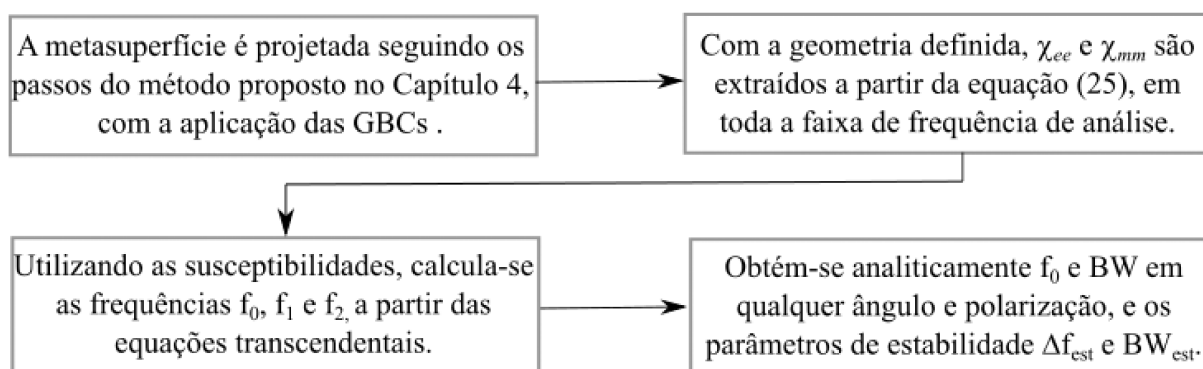 A metasuperfície é projetada seguindo os
passos do método proposto no Capítulo 4,
com a aplicação das GBCs .
Com a geometria definida, χee e χmm são
extraídos a partir da equação (25), em
toda a faixa de frequência de análise.
Utilizando as susceptibilidades, calcula-se
as frequências f0, f1 e f2, a partir das
equações transcendentais.
Obtém-se analiticamente f0 e BW em
qualquer ângulo e polarização, e os
parâmetros de estabilidade Δfest e BWest.